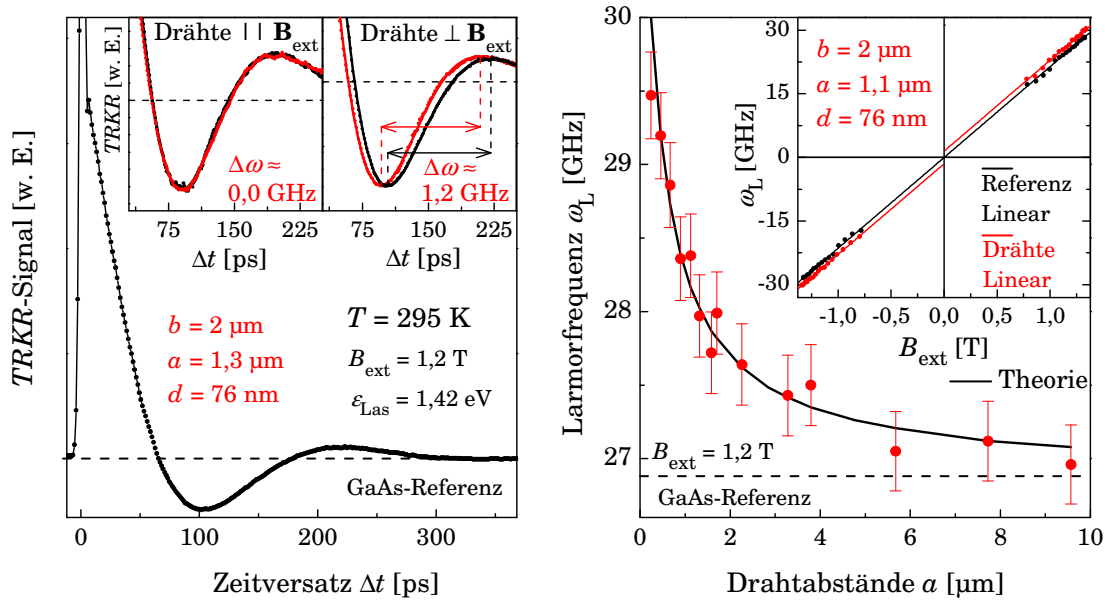 TRKR-Signal [w. E.]
TRKR [w. E.]
Drähte || B_ext
Δω ≈
0,0 GHz
75 150 225
Δt [ps]
Drähte ⊥ B_ext
Δω ≈
1,2 GHz
75 150 225
Δt [ps]
b = 2 µm
a = 1,3 µm
d = 76 nm
T = 295 K
B_ext = 1,2 T
ε_Las = 1,42 eV
GaAs-Referenz
0 100 200 300
Zeitversatz Δt [ps]
Larmorfrequenz ω_L [GHz]
30
29
28
27
ω_L [GHz]
30
15
0
-15
-30
b = 2 µm
a = 1,1 µm
d = 76 nm
Referenz
Linear
Drähte
Linear
-1,0 -0,5 0,0 0,5 1,0
B_ext [T]
Theorie
B_ext = 1,2 T
GaAs-Referenz
0 2 4 6 8 10
Drahtabstände a [µm]